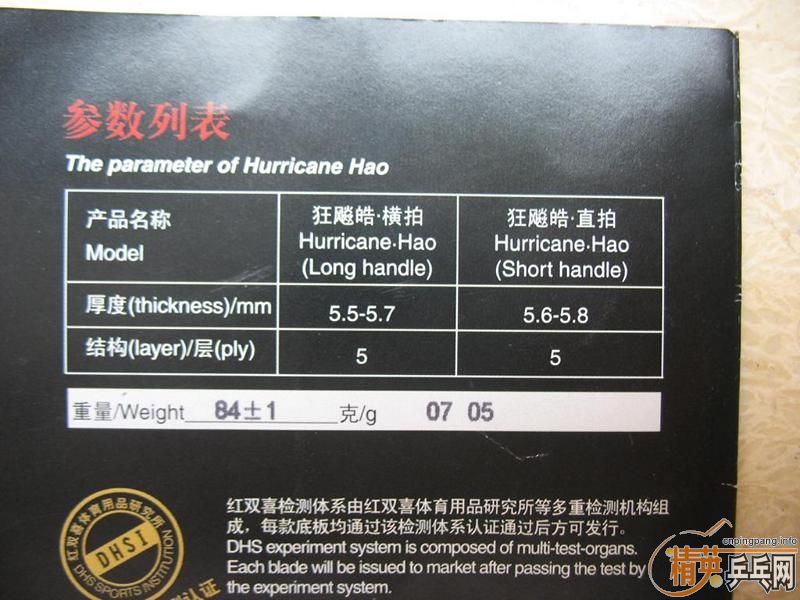 参数列表
The parameter of Hurricane Hao
产品名称
Model
狂飚皓·横拍
Hurricane·Hao
(Long handle)
狂飚皓·直拍
Hurricane·Hao
(Short handle)
厚度(thickness)/mm
5.5-5.7
5.6-5.8
结构(layer)/层(ply)
5
5
重量/Weight 84±1 克/g 07 05
红双喜体育用品研究所
DHSI
DHS SPORTS INSTITUTION
认证
红双喜检测体系由红双喜体育用品研究所等多重检测机构组
成，每款底板均通过该检测体系认证通过后方可发行。
DHS experiment system is composed of multi-test-organs.
Each blade will be issued to market after passing the test by
the experiment system.
cnpingpang.info
精英乒乓网